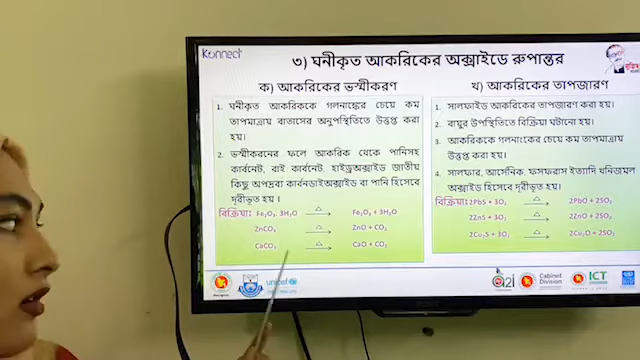 Konnect
৩) ঘনীকৃত আকরিকের অক্সাইডে রুপান্তর
ক) আকরিকের ভস্মীকরণ
1. ঘনীকৃত আকরিককে গলনাঙ্কের চেয়ে কম
তাপমাত্রায় বাতাসের অনুপস্থিতিতে উত্তপ্ত করা
হয়।
2. ভস্মীকরনের ফলে আকরিক থেকে পানিসহ
কার্বনেট, বাই কার্বনেট, হাইড্রক্সাইড জাতীয়
কিছু অপদ্রব্য কার্বনডাইঅক্সাইড বা পানি হিসেবে
দূরীভূত হয় ।
বিক্রিয়াঃ Fe₂O₃. 3H₂O △ Fe₂O₃ + 3H₂O
ZnCO₃ △ ZnO + CO₂
CaCO₃ △ CaO + CO₂
খ) আকরিকের তাপজারণ
1. সালফাইড আকরিকের তাপজারণ করা হয়।
2. বায়ুর উপস্থিতিতে বিক্রিয়া ঘটানো হয়।
3. আকরিককে গলনাংকের চেয়ে কম তাপমাত্রায়
উত্তপ্ত করা হয়।
4. সালফার, আর্সেনিক, ফসফরাস ইত্যাদি খনিজমল
অক্সাইড হিসেবে দূরীভূত হয়।
বিক্রিয়াঃ 2PbS + 3O₂ △ 2PbO + 2SO₂
2ZnS + 3O₂ △ 2ZnO + 2SO₂
2Cu₂S + 3O₂ △ 2Cu₂O + 2SO₂
unicef
a2i
Cabinet
Division
ICT